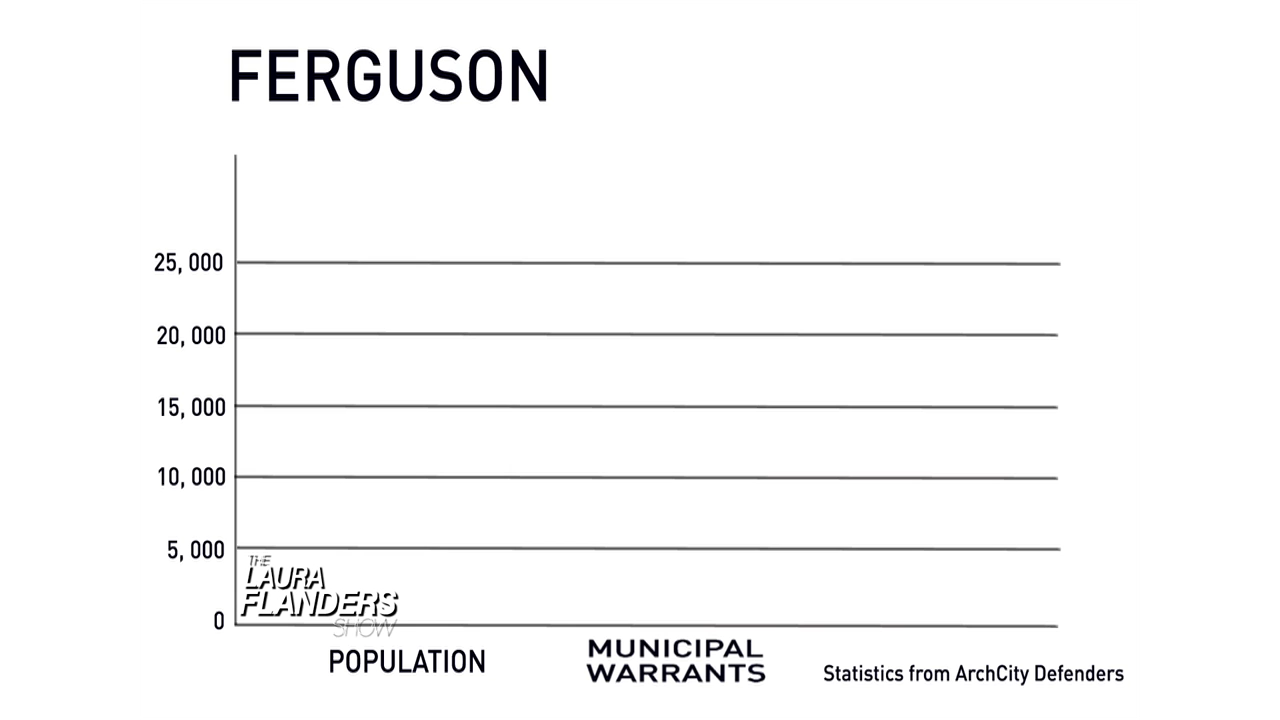 FERGUSON
25, 000
20, 000
15, 000
10, 000
5, 000
THE
LAURA
FLANDERS
SHOW
0
POPULATION
MUNICIPAL
WARRANTS
Statistics from ArchCity Defenders